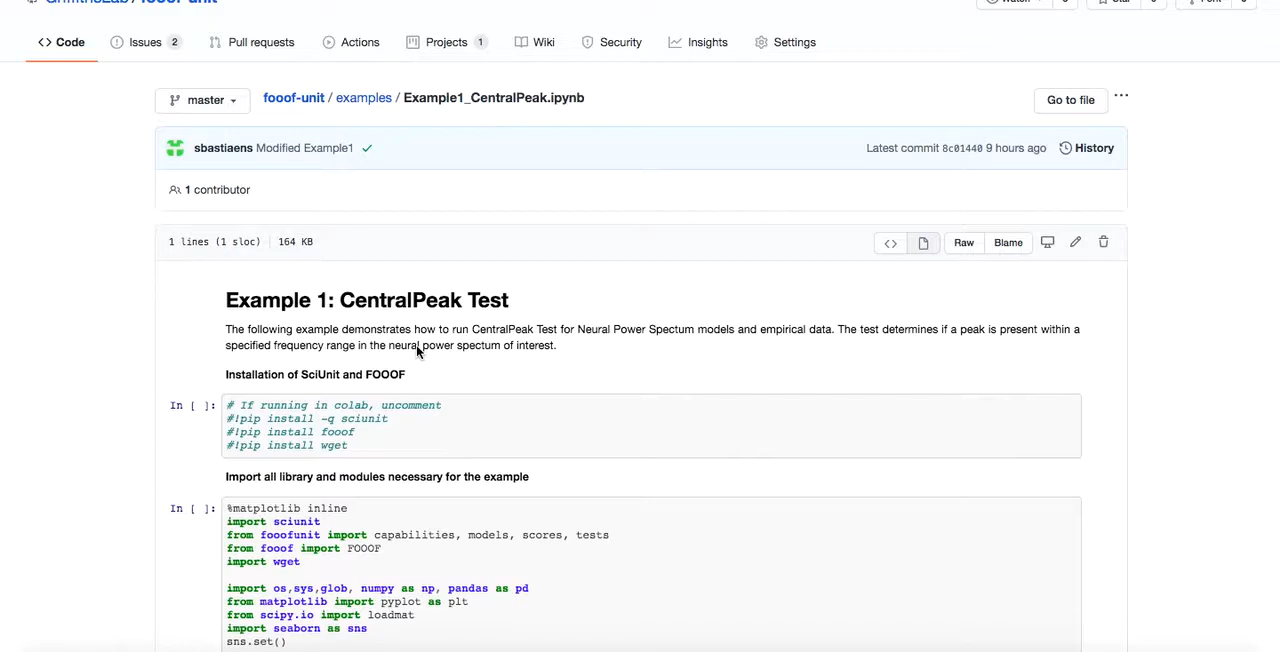 GriffithsLab / fooof-unit
Watch
Star
Fork
Code
Issues 2
Pull requests
Actions
Projects 1
Wiki
Security
Insights
Settings
master
fooof-unit / examples / Example1_CentralPeak.ipynb
Go to file
...
sbastiaens Modified Example1
Latest commit 8c01440 9 hours ago
History
1 contributor
1 lines (1 sloc) 164 KB
<>
Raw
Blame
Example 1: CentralPeak Test
The following example demonstrates how to run CentralPeak Test for Neural Power Spectrum models and empirical data. The test determines if a peak is present within a
specified frequency range in the neural power spectum of interest.
Installation of SciUnit and FOOOF
In [ ]:
# If running in colab, uncomment
#!pip install -q sciunit
#!pip install fooof
#!pip install wget
Import all library and modules necessary for the example
In [ ]:
%matplotlib inline
import sciunit
from fooofunit import capabilities, models, scores, tests
from fooof import FOOOF
import wget
import os,sys,glob, numpy as np, pandas as pd
from matplotlib import pyplot as plt
from scipy.io import loadmat
import seaborn as sns
sns.set()